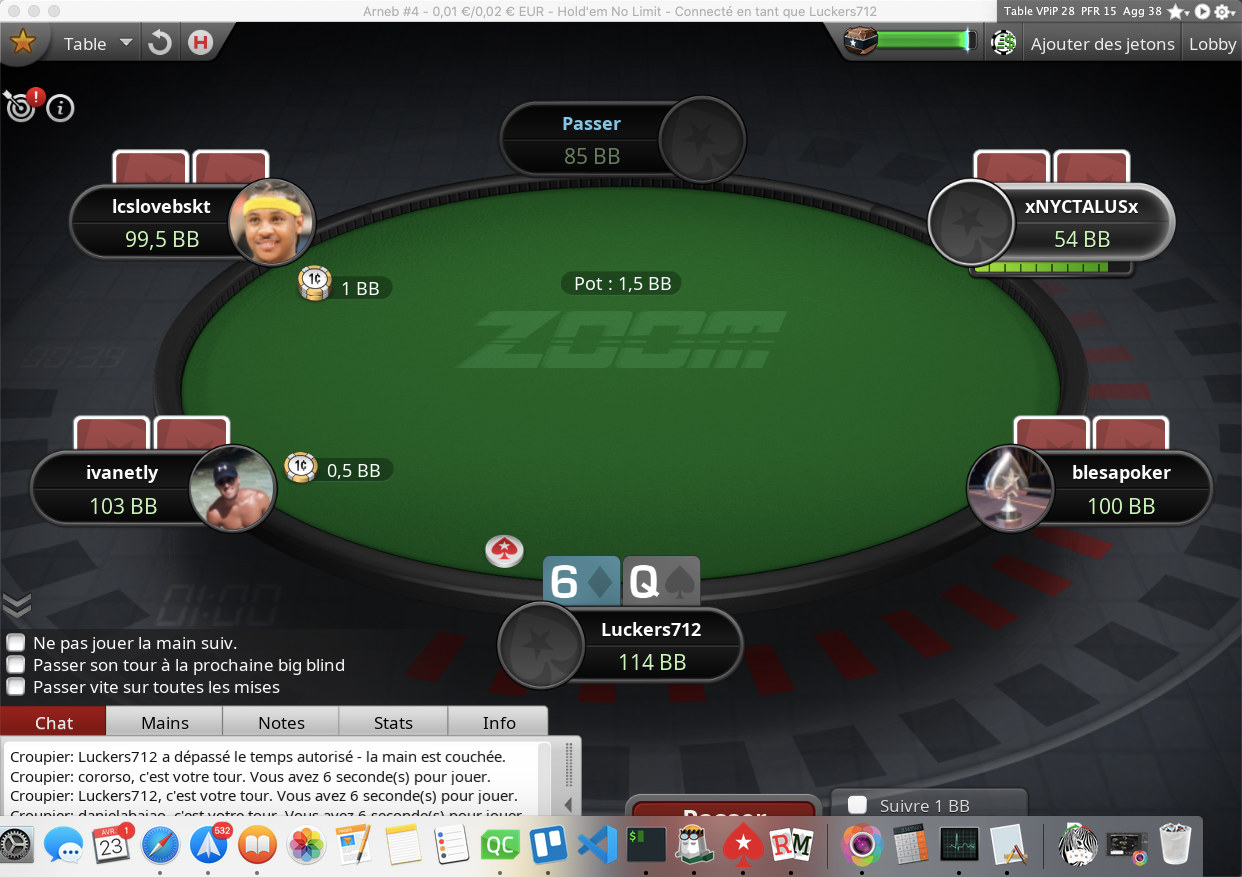 Arneb #4 - 0,01 €/0,02 € EUR - Hold'em No Limit - Connecté en tant que Luckers712
Table VPiP 28 PFR 15 Agg 38
Table
H
Ajouter des jetons
Lobby
Passer
85 BB
lcslovebskt
99,5 BB
xNYCTALUSx
54 BB
1¢
1 BB
Pot : 1,5 BB
ZOOM
ivanetly
103 BB
1¢
0,5 BB
blesapoker
100 BB
6 Q
01:00
Luckers712
114 BB
Ne pas jouer la main suiv.
Passer son tour à la prochaine big blind
Passer vite sur toutes les mises
Chat
Mains
Notes
Stats
Info
Croupier: Luckers712 a dépassé le temps autorisé - la main est couchée.
Croupier: cororso, c'est votre tour. Vous avez 6 seconde(s) pour jouer.
Croupier: Luckers712, c'est votre tour. Vous avez 6 seconde(s) pour jouer.
Passer
Suivre 1 BB
AVR. 1
23
532
QC
$
RM